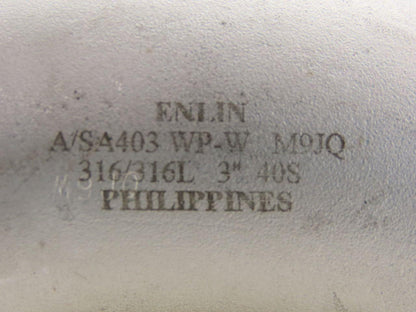 ENLIN
A/SA403 WP-W M9JQ
316/316L 3" 40S
PHILIPPINES